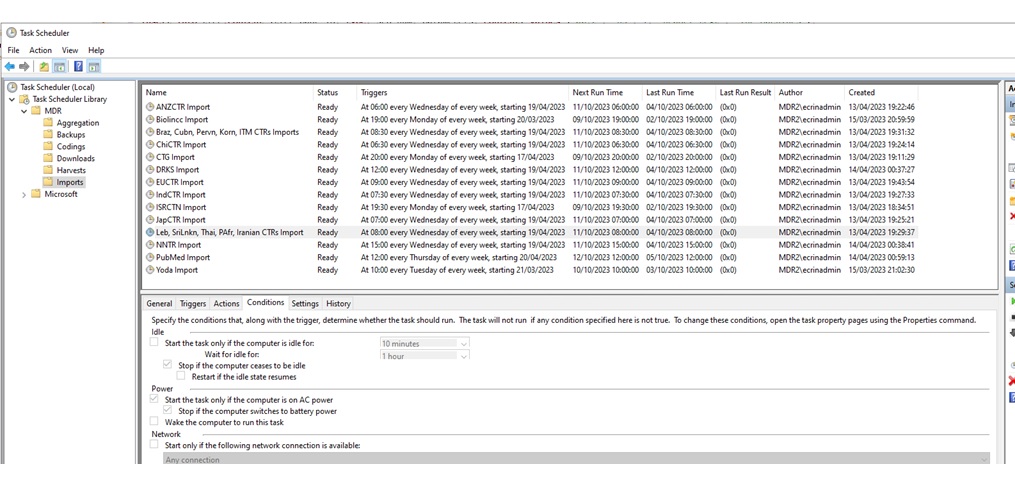 Task Scheduler
File Action View Help
Task Scheduler (Local)
Task Scheduler Library
MDR
Aggregation
Backups
Codings
Downloads
Harvests
Imports
Microsoft
Name Status Triggers Next Run Time Last Run Time Last Run Result Author Created
ANZCTR Import Ready At 06:00 every Wednesday of every week, starting 19/04/2023 11/10/2023 06:00:00 04/10/2023 06:00:00 (0x0) MDR2\ecrinadmin 13/04/2023 19:22:46
Biolincc Import Ready At 19:00 every Monday of every week, starting 20/03/2023 09/10/2023 19:00:00 02/10/2023 19:00:00 (0x0) MDR2\ecrinadmin 15/03/2023 20:59:59
Braz, Cubn, Pervn, Korn, ITM CTRs Imports Ready At 08:30 every Wednesday of every week, starting 19/04/2023 11/10/2023 08:30:00 04/10/2023 08:30:00 (0x0) MDR2\ecrinadmin 13/04/2023 19:31:32
ChiCTR Import Ready At 06:30 every Wednesday of every week, starting 19/04/2023 11/10/2023 06:30:00 04/10/2023 06:30:00 (0x0) MDR2\ecrinadmin 13/04/2023 19:24:14
CTG Import Ready At 20:00 every Monday of every week, starting 17/04/2023 09/10/2023 20:00:00 02/10/2023 20:00:00 (0x0) MDR2\ecrinadmin 13/04/2023 19:11:29
DRKS Import Ready At 12:00 every Wednesday of every week, starting 19/04/2023 11/10/2023 12:00:00 04/10/2023 12:00:00 (0x0) MDR2\ecrinadmin 14/04/2023 00:37:27
EUCTR Import Ready At 09:00 every Wednesday of every week, starting 19/04/2023 11/10/2023 09:00:00 04/10/2023 09:00:00 (0x0) MDR2\ecrinadmin 13/04/2023 19:43:54
IndCTR Import Ready At 07:30 every Wednesday of every week, starting 19/04/2023 11/10/2023 07:30:00 04/10/2023 07:30:00 (0x0) MDR2\ecrinadmin 13/04/2023 19:27:33
ISRCTN Import Ready At 19:30 every Monday of every week, starting 17/04/2023 09/10/2023 19:30:00 02/10/2023 19:30:00 (0x0) MDR2\ecrinadmin 13/04/2023 18:34:51
JapCTR Import Ready At 07:00 every Wednesday of every week, starting 19/04/2023 11/10/2023 07:00:00 04/10/2023 07:00:00 (0x0) MDR2\ecrinadmin 13/04/2023 19:25:21
Leb, SriLnkn, Thai, PAfr, Iranian CTRs Import Ready At 08:00 every Wednesday of every week, starting 19/04/2023 11/10/2023 08:00:00 04/10/2023 08:00:00 (0x0) MDR2\ecrinadmin 13/04/2023 19:29:37
NNTR Import Ready At 15:00 every Wednesday of every week, starting 19/04/2023 11/10/2023 15:00:00 04/10/2023 15:00:00 (0x0) MDR2\ecrinadmin 14/04/2023 00:38:41
PubMed Import Ready At 12:00 every Thursday of every week, starting 20/04/2023 12/10/2023 12:00:00 05/10/2023 12:00:00 (0x0) MDR2\ecrinadmin 14/04/2023 00:59:13
Yoda Import Ready At 10:00 every Tuesday of every week, starting 21/03/2023 10/10/2023 10:00:00 03/10/2023 10:00:00 (0x0) MDR2\ecrinadmin 15/03/2023 21:02:30
General Triggers Actions Conditions Settings History
Specify the conditions that, along with the trigger, determine whether the task should run. The task will not run if any condition specified here is not true. To change these conditions, open the task property pages using the Properties command.
Idle
Start the task only if the computer is idle for: 10 minutes
Wait for idle for: 1 hour
Stop if the computer ceases to be idle
Restart if the idle state resumes
Power
Start the task only if the computer is on AC power
Stop if the computer switches to battery power
Wake the computer to run this task
Network
Start only if the following network connection is available:
Any connection